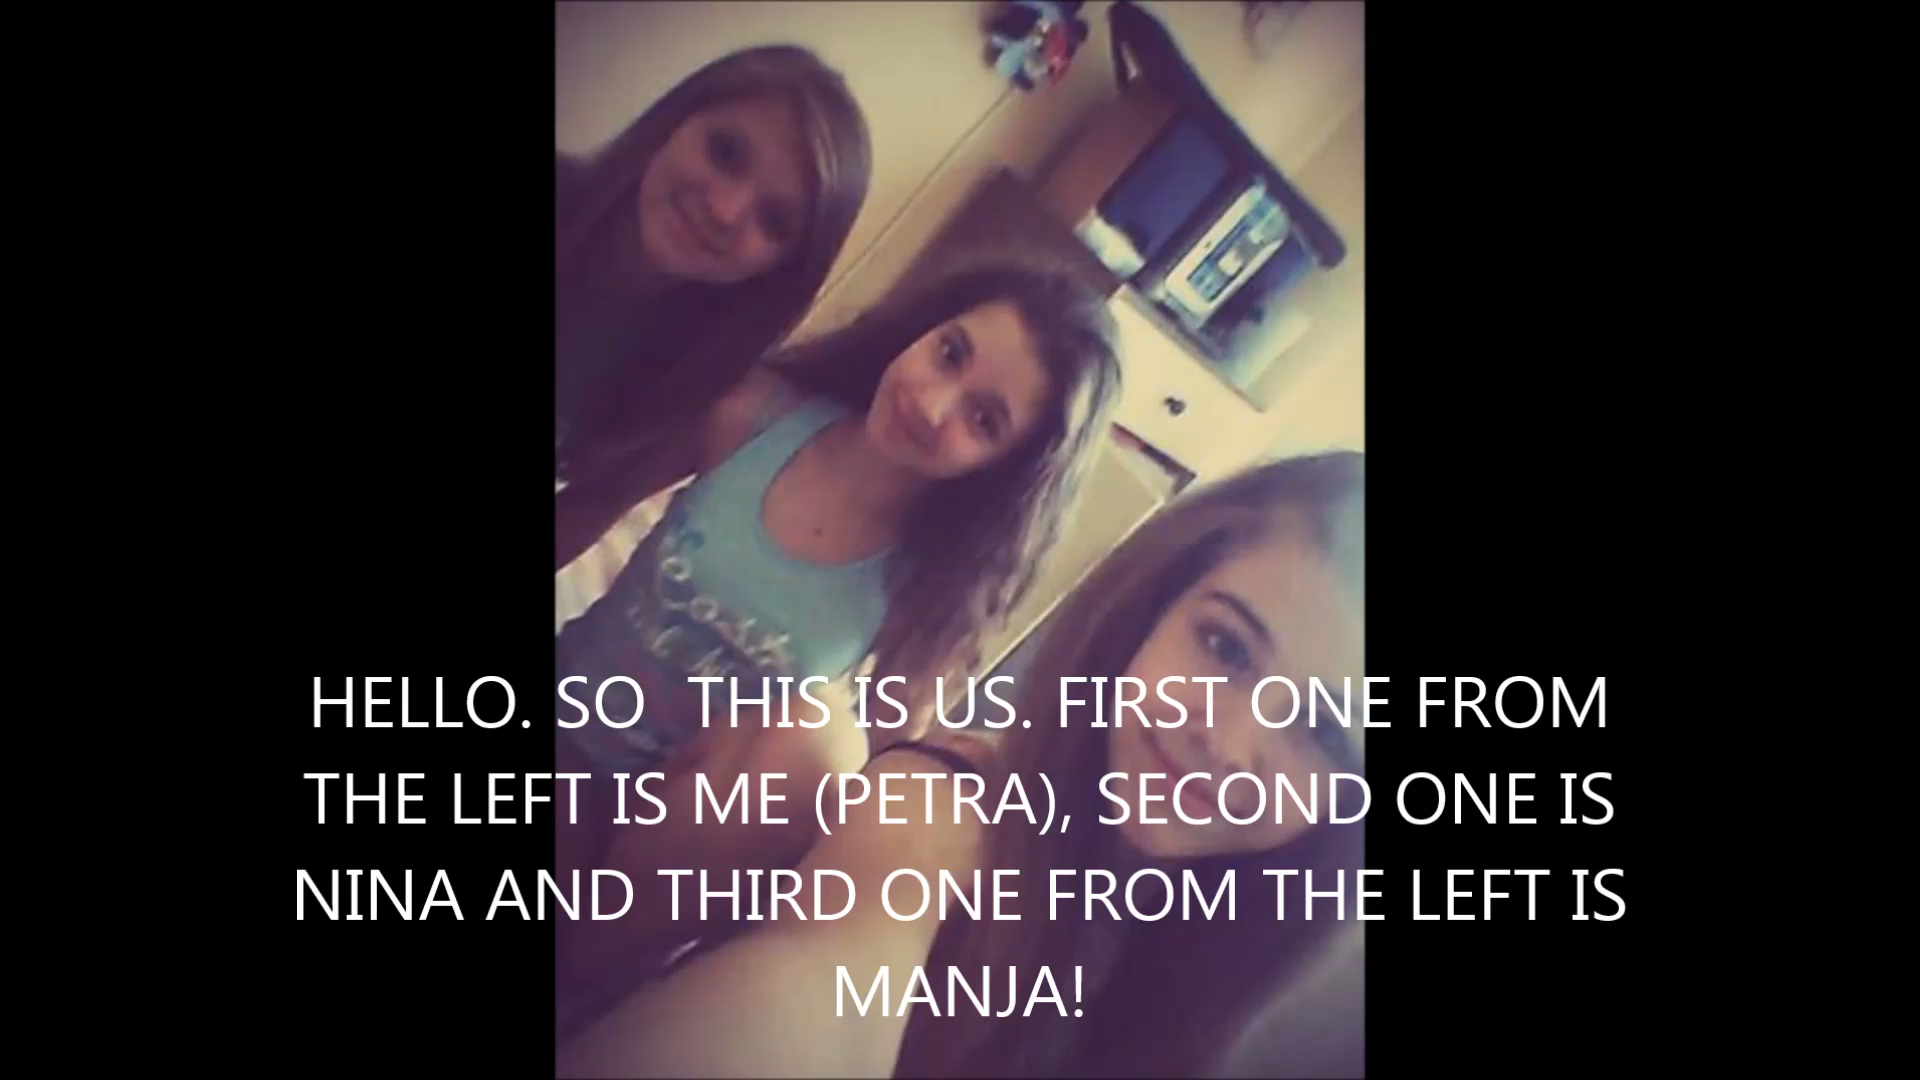 HELLO. SO  THIS IS US. FIRST ONE FROM
THE LEFT IS ME (PETRA), SECOND ONE IS
NINA AND THIRD ONE FROM THE LEFT IS
MANJA!